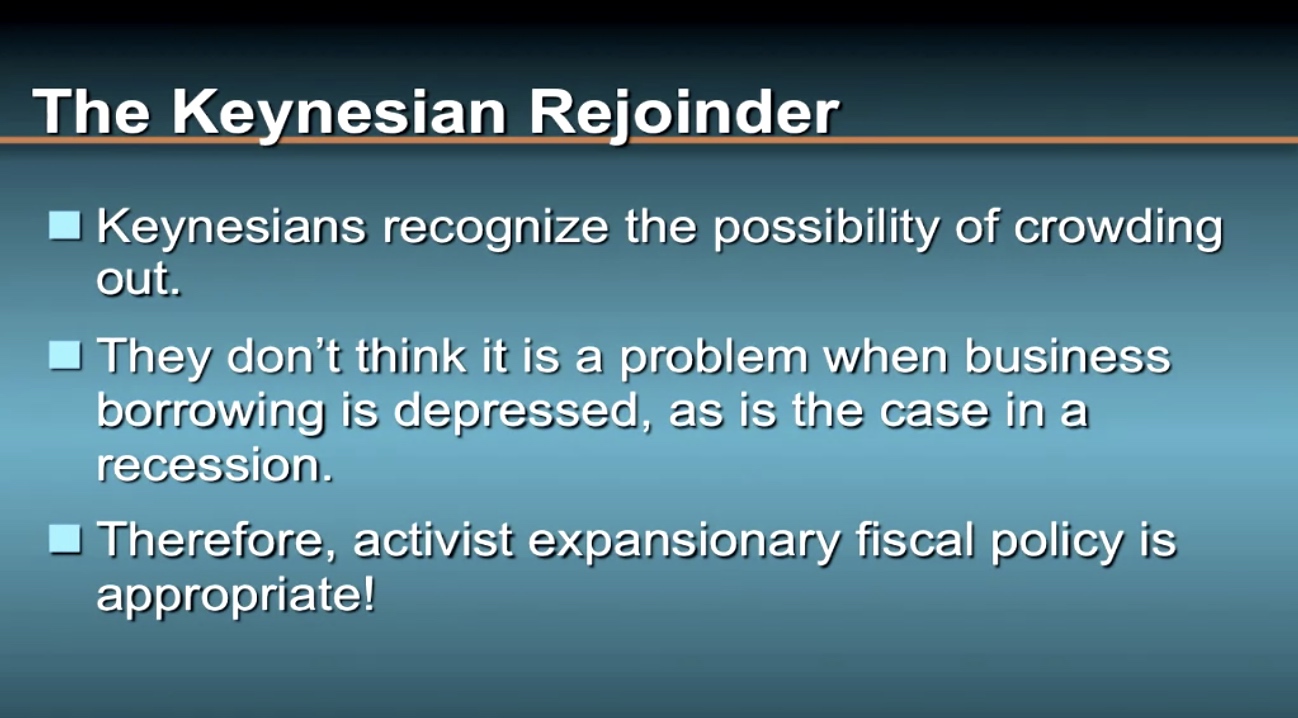 The Keynesian Rejoinder
Keynesians recognize the possibility of crowding
out.
They don’t think it is a problem when business
borrowing is depressed, as is the case in a
recession.
Therefore, activist expansionary fiscal policy is
appropriate!